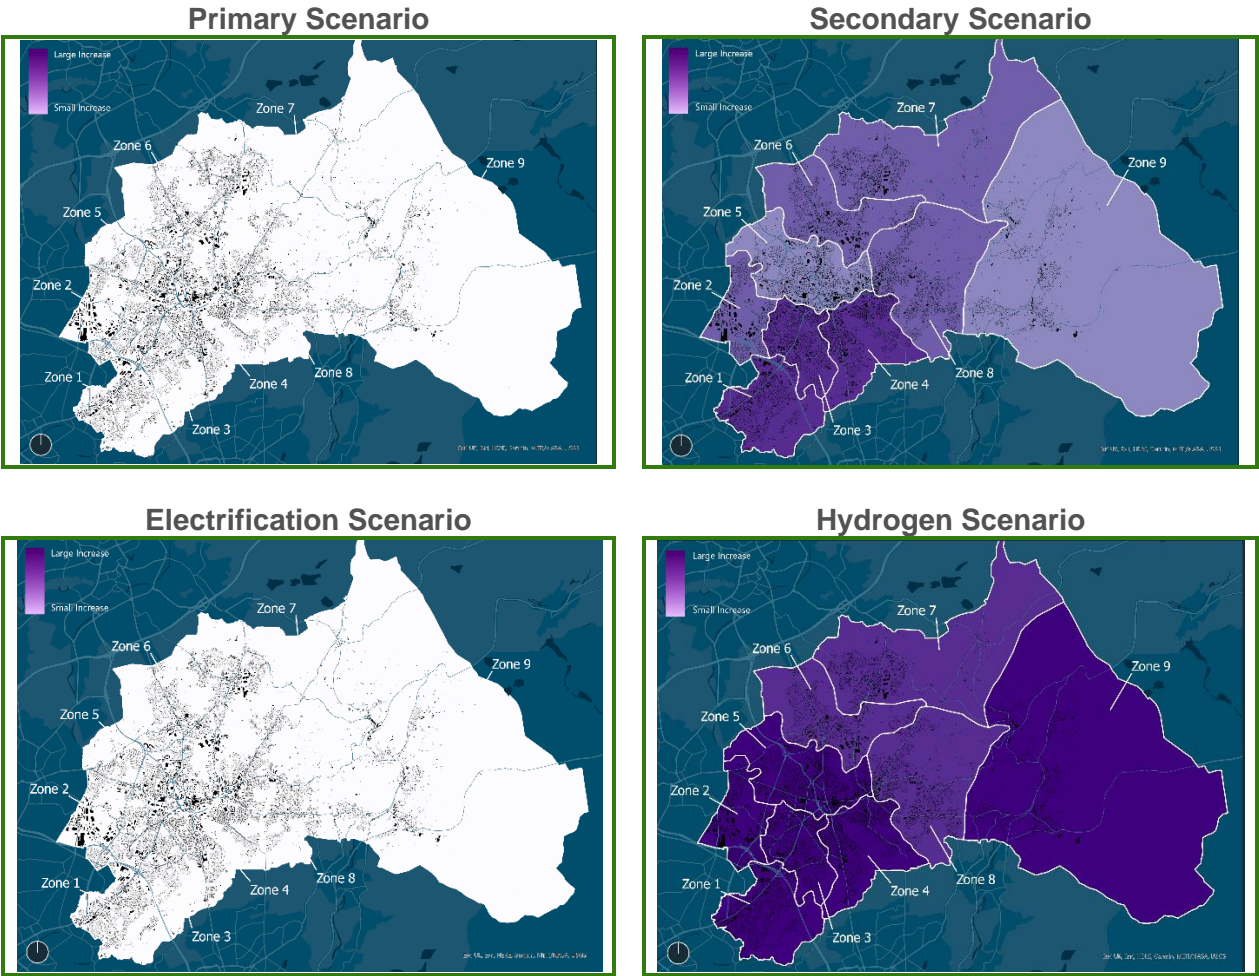 Primary Scenario
Large Increase
Small Increase
Zone 7
Zone 6
Zone 9
Zone 5
Zone 2
Zone 1
Zone 4
Zone 8
Zone 3
Secondary Scenario
Large Increase
Small Increase
Zone 7
Zone 6
Zone 9
Zone 5
Zone 2
Zone 1
Zone 4
Zone 8
Zone 3
Electrification Scenario
Large Increase
Small Increase
Zone 7
Zone 6
Zone 9
Zone 5
Zone 2
Zone 1
Zone 4
Zone 8
Zone 3
Hydrogen Scenario
Large Increase
Small Increase
Zone 7
Zone 6
Zone 9
Zone 5
Zone 2
Zone 1
Zone 4
Zone 8
Zone 3